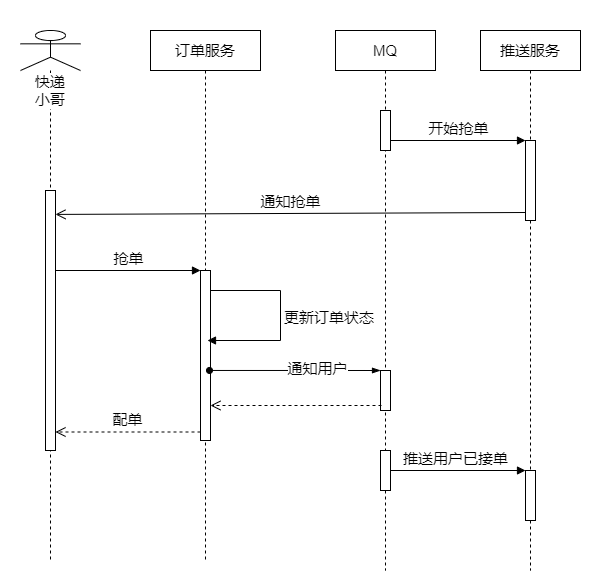 快递
小哥
订单服务
MQ
推送服务
开始抢单
通知抢单
抢单
更新订单状态
通知用户
配单
推送用户已接单